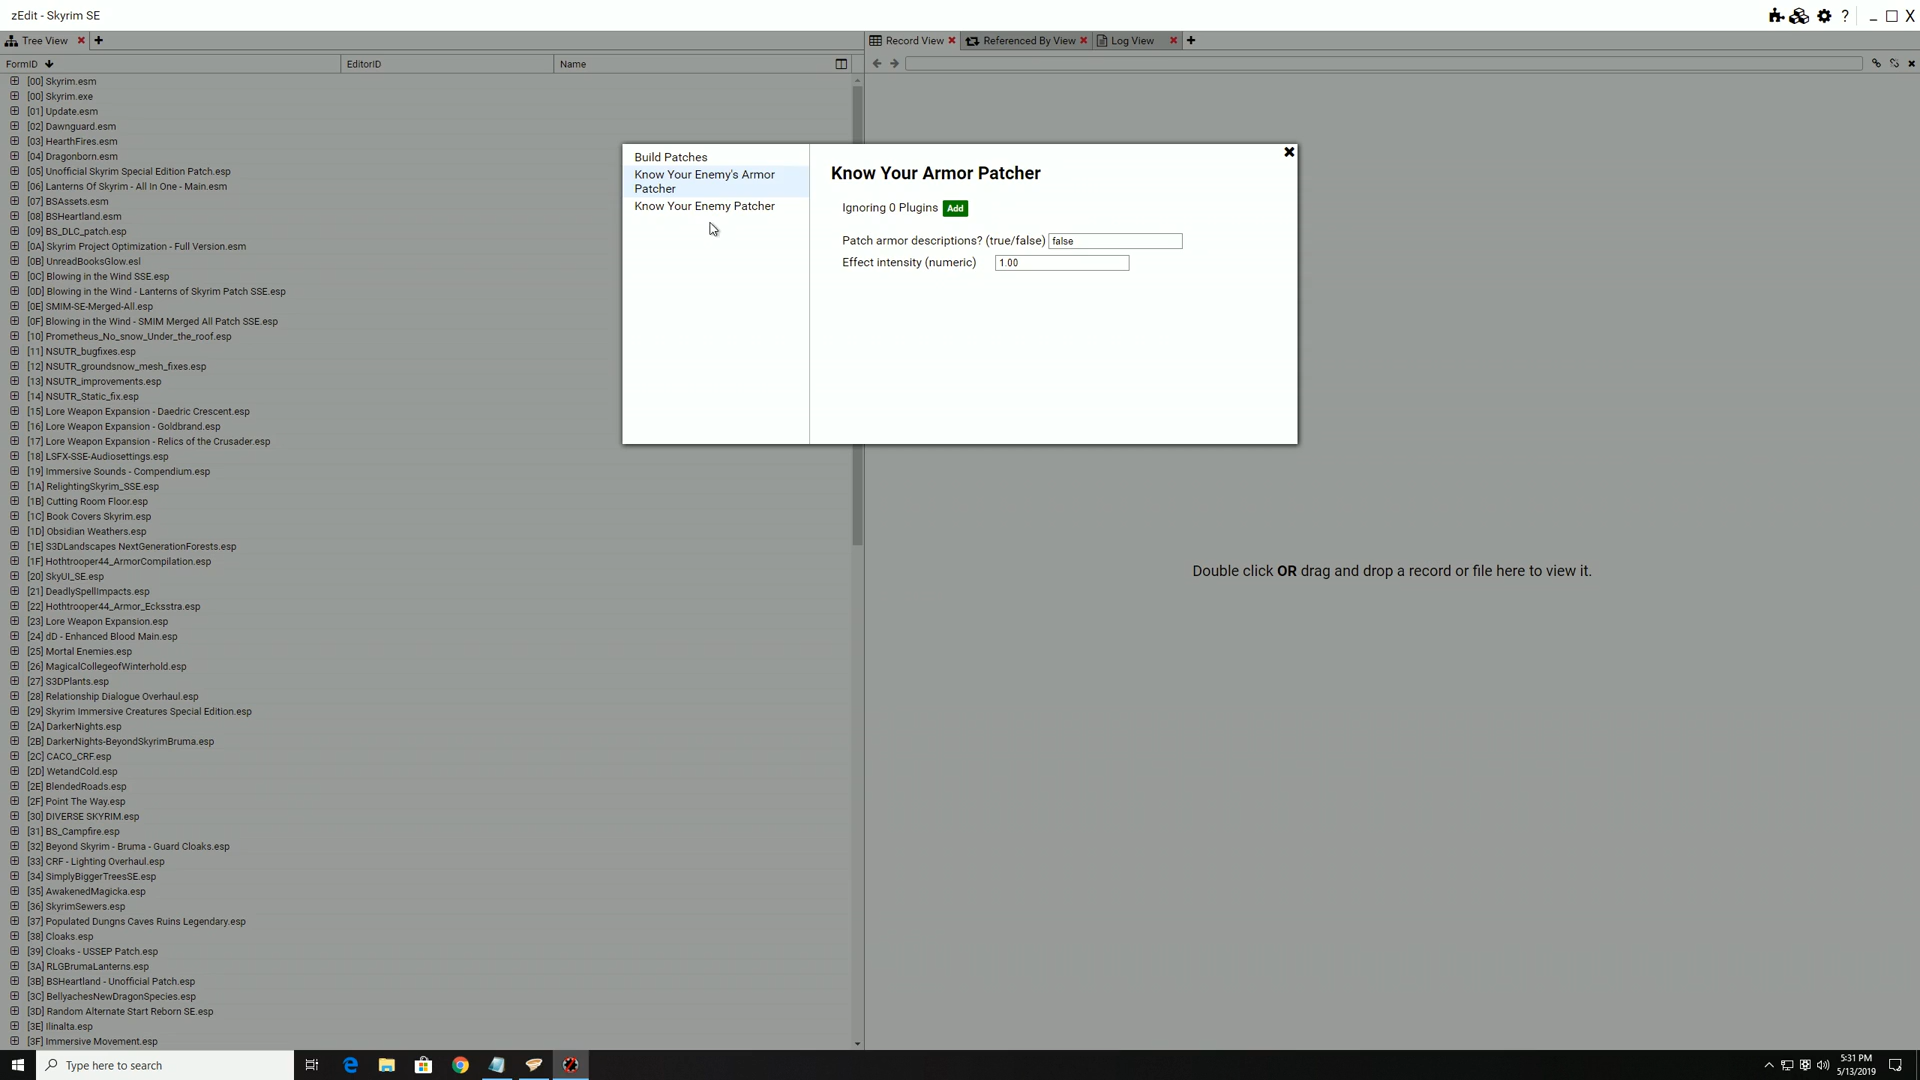 zEdit - Skyrim SE
?
Tree View
Record View
Referenced By View
Log View
FormID
EditorID
Name
[00] Skyrim.esm
[00] Skyrim.exe
[01] Update.esm
[02] Dawnguard.esm
[03] HearthFires.esm
[04] Dragonborn.esm
[05] Unofficial Skyrim Special Edition Patch.esp
[06] Lanterns Of Skyrim - All In One - Main.esm
[07] BSAssets.esm
[08] BSHeartland.esm
[09] BS_DLC_patch.esp
[0A] Skyrim Project Optimization - Full Version.esm
[0B] UnreadBooksGlow.esl
[0C] Blowing in the Wind SSE.esp
[0D] Blowing in the Wind - Lanterns of Skyrim Patch SSE.esp
[0E] SMIM-SE-Merged-All.esp
[0F] Blowing in the Wind - SMIM Merged All Patch SSE.esp
[10] Prometheus_No_snow_Under_the_roof.esp
[11] NSUTR_bugfixes.esp
[12] NSUTR_groundsnow_mesh_fixes.esp
[13] NSUTR_improvements.esp
[14] NSUTR_Static_fix.esp
[15] Lore Weapon Expansion - Daedric Crescent.esp
[16] Lore Weapon Expansion - Goldbrand.esp
[17] Lore Weapon Expansion - Relics of the Crusader.esp
[18] LSFX-SSE-Audiosettings.esp
[19] Immersive Sounds - Compendium.esp
[1A] RelightingSkyrim_SSE.esp
[1B] Cutting Room Floor.esp
[1C] Book Covers Skyrim.esp
[1D] Obsidian Weathers.esp
[1E] S3DLandscapes NextGenerationForests.esp
[1F] Hothtrooper44_ArmorCompilation.esp
[20] SkyUI_SE.esp
[21] DeadlySpellImpacts.esp
[22] Hothtrooper44_Armor_Ecksstra.esp
[23] Lore Weapon Expansion.esp
[24] dD - Enhanced Blood Main.esp
[25] Mortal Enemies.esp
[26] MagicalCollegeofWinterhold.esp
[27] S3DPlants.esp
[28] Relationship Dialogue Overhaul.esp
[29] Skyrim Immersive Creatures Special Edition.esp
[2A] DarkerNights.esp
[2B] DarkerNights-BeyondSkyrimBruma.esp
[2C] CACO_CRF.esp
[2D] WetandCold.esp
[2E] BlendedRoads.esp
[2F] Point The Way.esp
[30] DIVERSE SKYRIM.esp
[31] BS_Campfire.esp
[32] Beyond Skyrim - Bruma - Guard Cloaks.esp
[33] CRF - Lighting Overhaul.esp
[34] SimplyBiggerTreesSE.esp
[35] AwakenedMagicka.esp
[36] SkyrimSewers.esp
[37] Populated Dungns Caves Ruins Legendary.esp
[38] Cloaks.esp
[39] Cloaks - USSEP Patch.esp
[3A] RLGBrumaLanterns.esp
[3B] BSHeartland - Unofficial Patch.esp
[3C] BellyachesNewDragonSpecies.esp
[3D] Random Alternate Start Reborn SE.esp
[3E] Ilinalta.esp
[3F] Immersive Movement.esp
Build Patches
Know Your Enemy's Armor
Patcher
Know Your Enemy Patcher
Know Your Armor Patcher
Ignoring 0 Plugins Add
Patch armor descriptions? (true/false) false
Effect intensity (numeric) 1.00
Double click OR drag and drop a record or file here to view it.
Type here to search
5:31 PM
5/13/2019